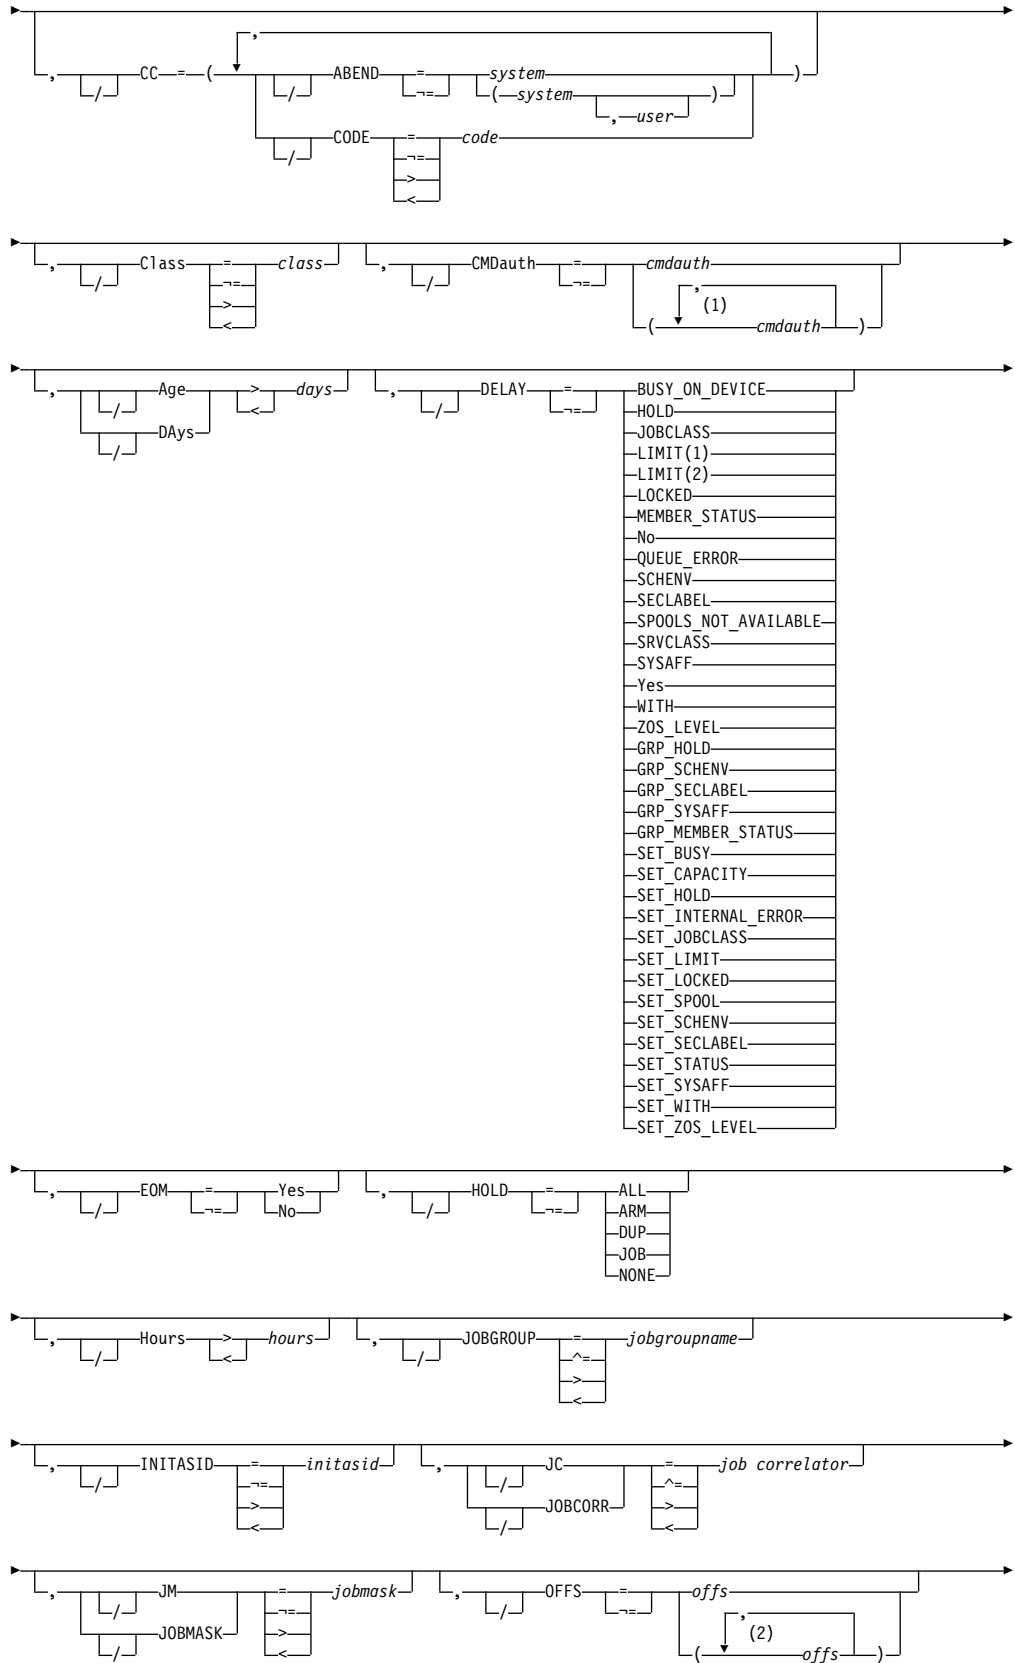 ,
, / CC = ( / ABEND = system )
¬= ( system )
, user
/ CODE = code
¬=
>
<
, / Class = class , / CMDauth = cmdauth
¬= ¬= ,
> (1)
< ( cmdauth )
, / Age > days , / DELAY = BUSY_ON_DEVICE
/ DAys < ¬= HOLD
JOBCLASS
LIMIT(1)
LIMIT(2)
LOCKED
MEMBER_STATUS
No
QUEUE_ERROR
SCHENV
SECLABEL
SPOOLS_NOT_AVAILABLE
SRVCLASS
SYSAFF
Yes
WITH
ZOS_LEVEL
GRP_HOLD
GRP_SCHENV
GRP_SECLABEL
GRP_SYSAFF
GRP_MEMBER_STATUS
SET_BUSY
SET_CAPACITY
SET_HOLD
SET_INTERNAL_ERROR
SET_JOBCLASS
SET_LIMIT
SET_LOCKED
SET_SPOOL
SET_SCHENV
SET_SECLABEL
SET_STATUS
SET_SYSAFF
SET_WITH
SET_ZOS_LEVEL
, / EOM = Yes , / HOLD = ALL
¬= No ¬= ARM
DUP
JOB
NONE
, / Hours > hours , / JOBGROUP = jobgroupname
< ^=
>
<
, / INITASID = initasid , / JC = job correlator
¬= / JOBCORR ^=
> >
< <
, / JM = jobmask , / OFFS = offs
/ JOBMASK ¬= ¬= ,
> (2)
< ( offs )